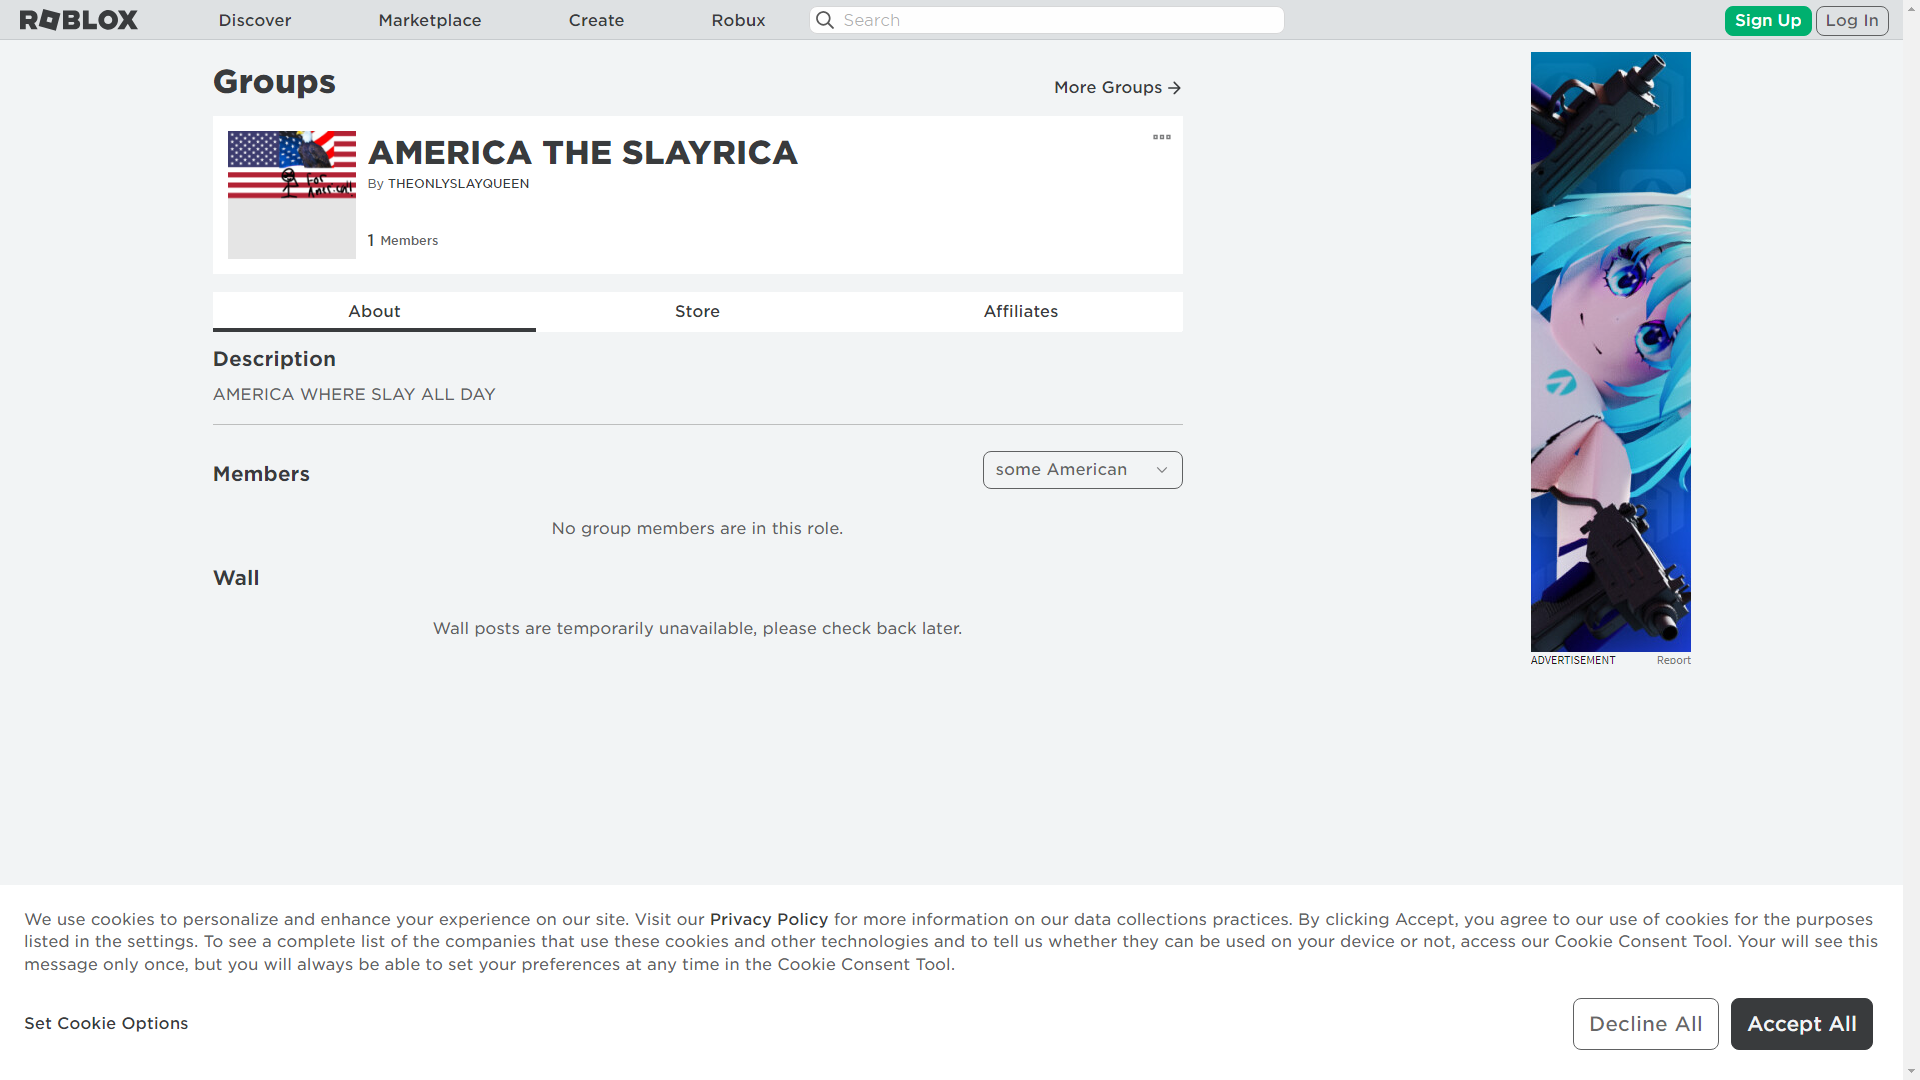 ROBLOX
Discover
Marketplace
Create
Robux
Search
Sign Up
Log In
Groups
More Groups
AMERICA THE SLAYRICA
By THEONLYSLAYQUEEN
1 Members
For
America!!
About
Store
Affiliates
Description
AMERICA WHERE SLAY ALL DAY
Members
some American
No group members are in this role.
Wall
Wall posts are temporarily unavailable, please check back later.
ADVERTISEMENT
Report
We use cookies to personalize and enhance your experience on our site. Visit our Privacy Policy for more information on our data collections practices. By clicking Accept, you agree to our use of cookies for the purposes
listed in the settings. To see a complete list of the companies that use these cookies and other technologies and to tell us whether they can be used on your device or not, access our Cookie Consent Tool. Your will see this
message only once, but you will always be able to set your preferences at any time in the Cookie Consent Tool.
Set Cookie Options
Decline All
Accept All